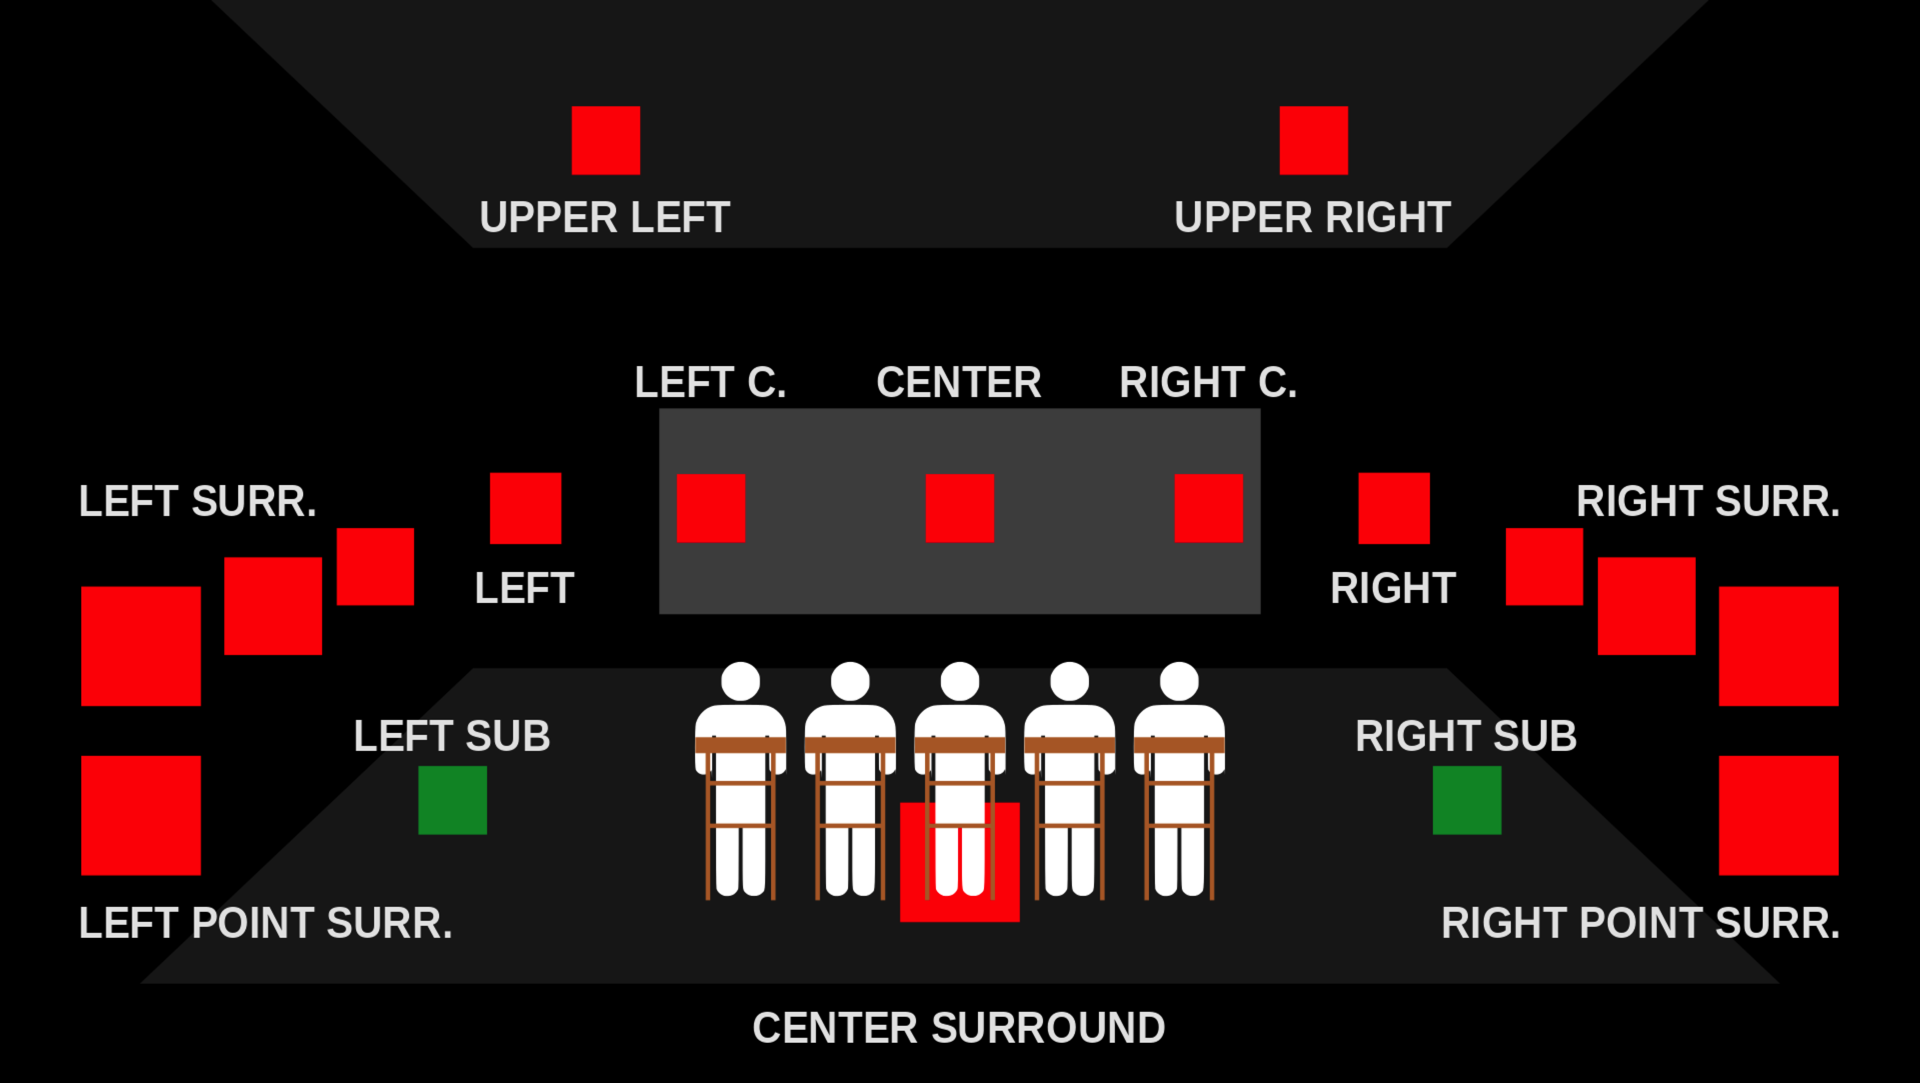 UPPER LEFT
UPPER RIGHT
LEFT C.
CENTER
RIGHT C.
LEFT SURR.
RIGHT SURR.
LEFT
RIGHT
LEFT SUB
RIGHT SUB
LEFT POINT SURR.
RIGHT POINT SURR.
CENTER SURROUND